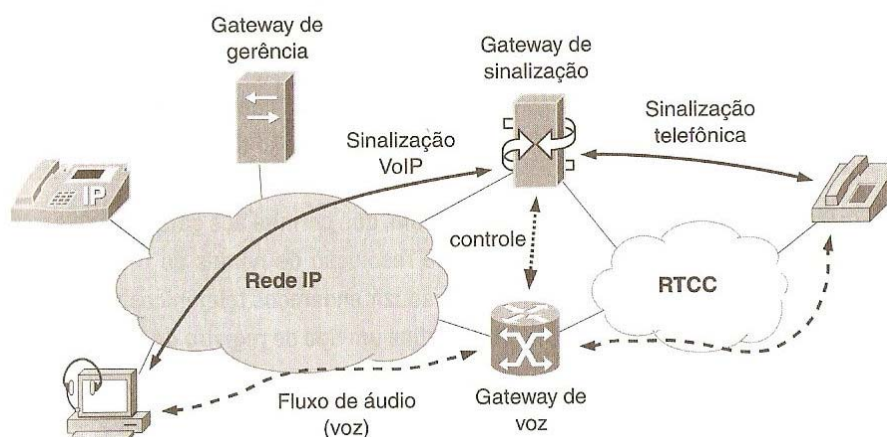 Gateway de
gerência
Gateway de
sinalização
Sinalização
telefônica
Sinalização
VoIP
IP
controle
Rede IP
RTCC
Fluxo de áudio
(voz)
Gateway de
voz